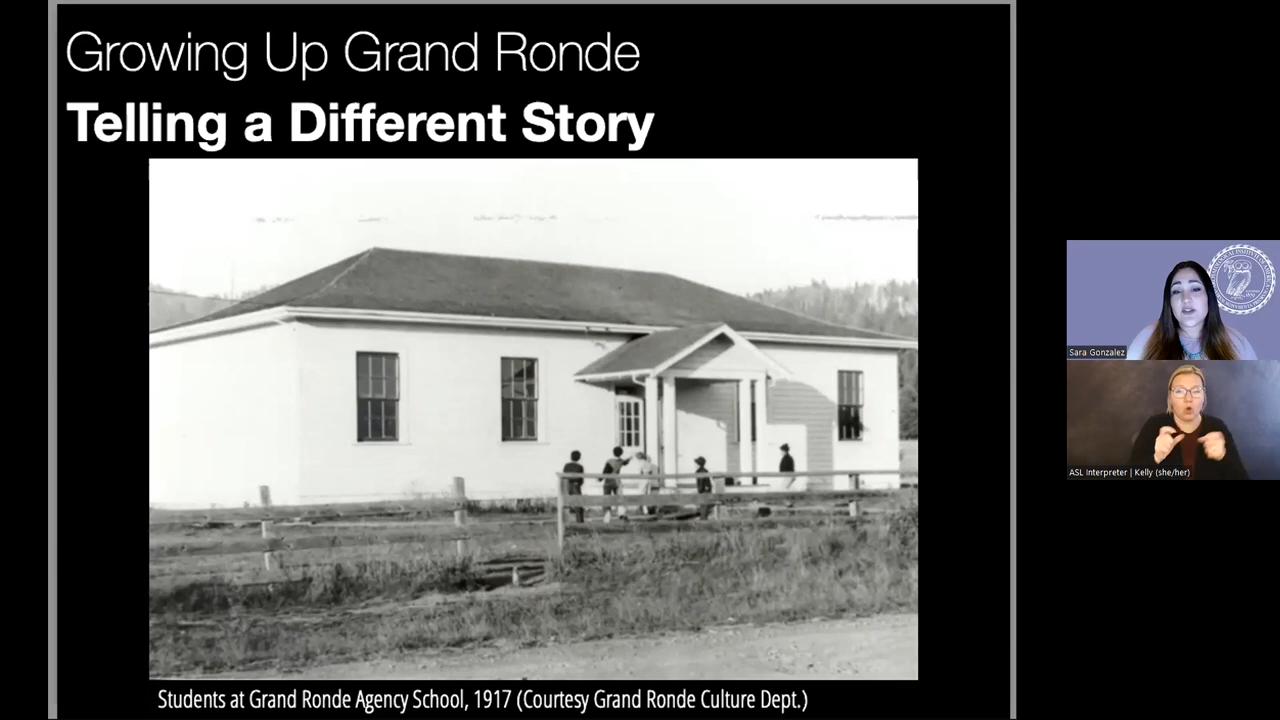 Growing Up Grand Ronde
Telling a Different Story
Students at Grand Ronde Agency School, 1917 (Courtesy Grand Ronde Culture Dept.)
Sara Gonzalez
ASL Interpreter | Kelly (she/her)